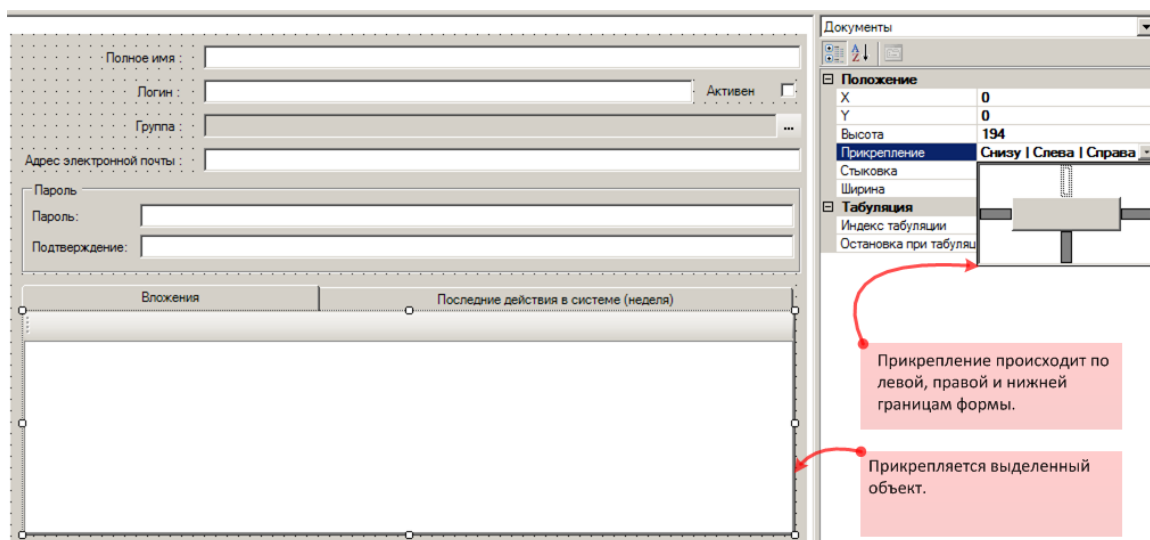 Документы
Полное имя :
Логин :
Активен
Группа :
...
Адрес электронной почты :
Пароль
Пароль:
Подтверждение:
Вложения
Последние действия в системе (неделя)
Положение
X 0
Y 0
Высота 194
Прикрепление Снизу | Слева | Справа
Стыковка
Ширина
Табуляция
Индекс табуляции
Остановка при табуляц
Прикрепление происходит по
левой, правой и нижней
границам формы.
Прикрепляется выделенный
объект.